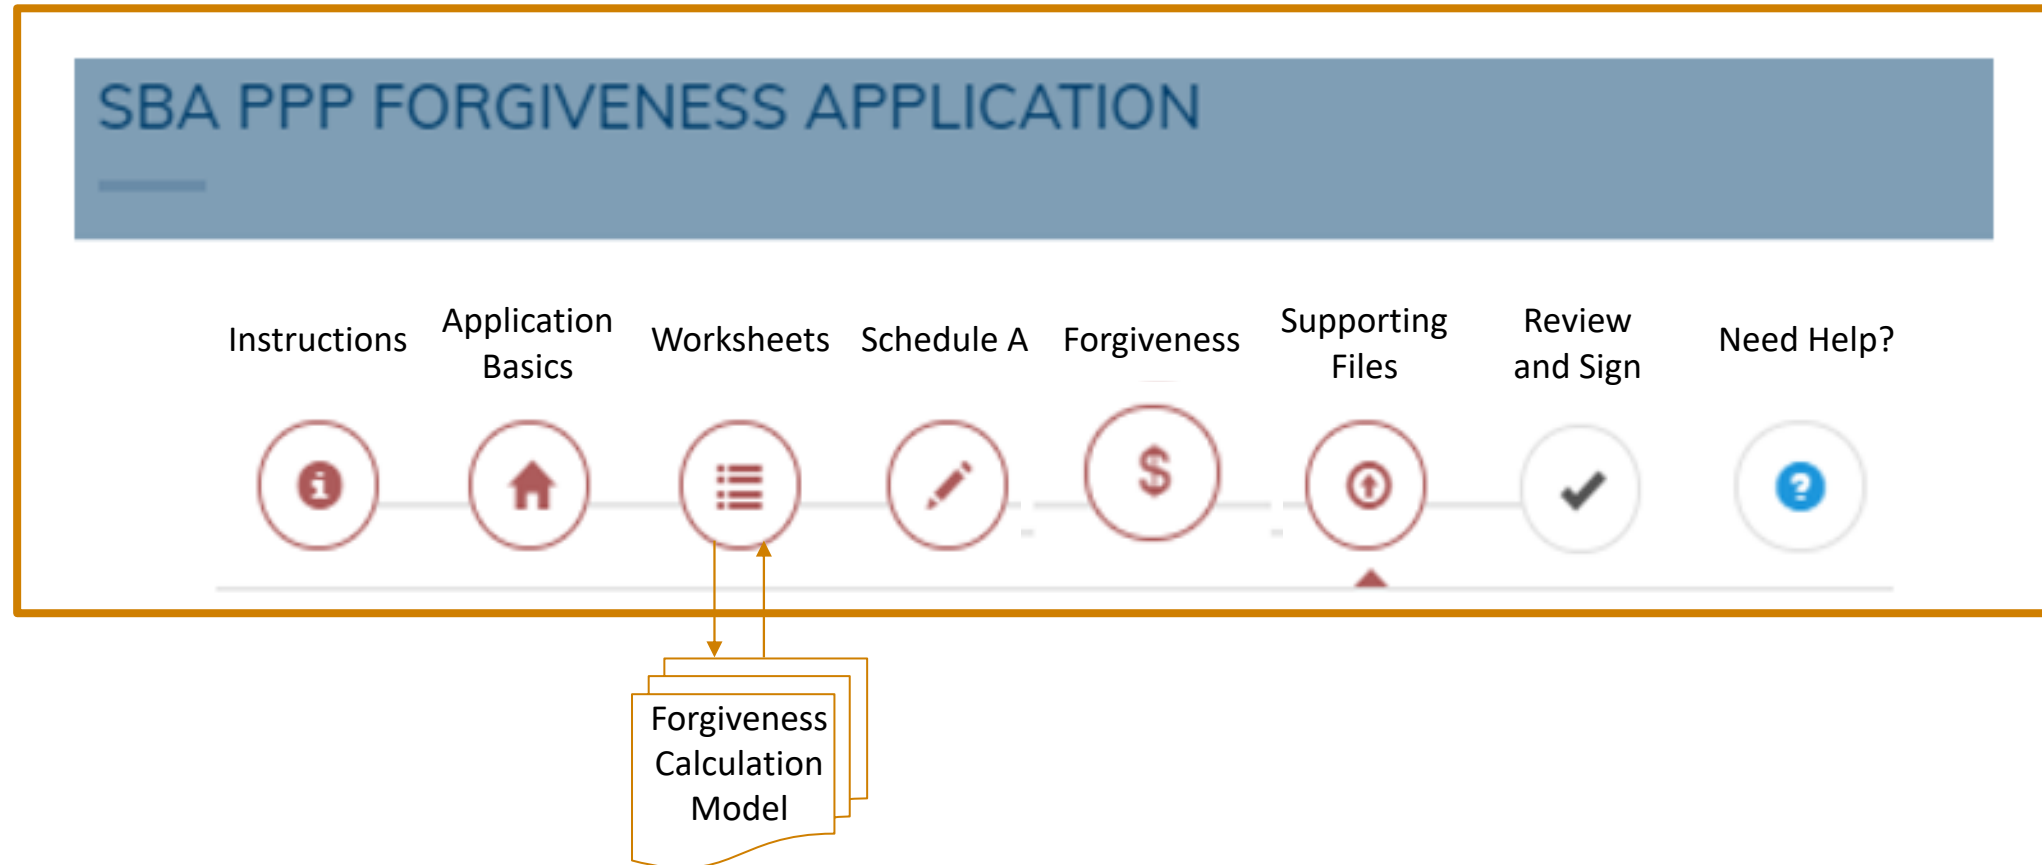 SBA PPP FORGIVENESS APPLICATION
Instructions
Application
Basics
Worksheets
Schedule A
Forgiveness
Supporting
Files
Review
and Sign
Need Help?
Forgiveness
Calculation
Model